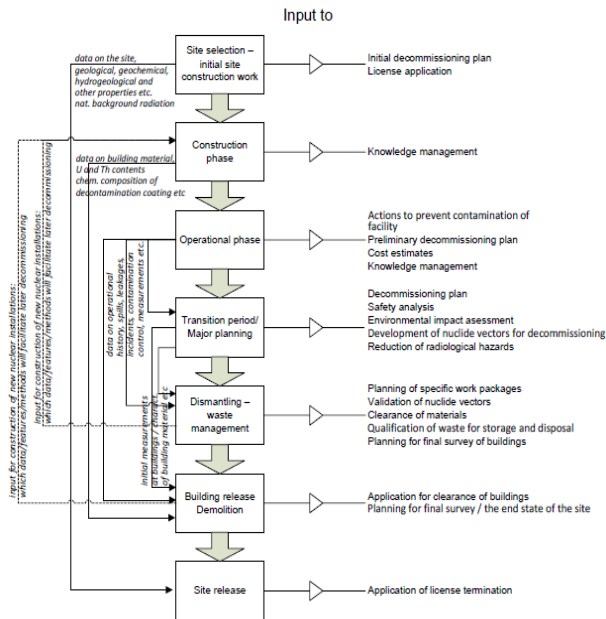 Input to
Site selection –
initial site
construction work
data on the site,
geological, geochemical,
hydrogeological and
other properties etc.
nat. background radiation
Initial decommissioning plan
License application
Construction
phase
data on building material,
U and Th contents
chem. composition of
decontamination coating etc
Knowledge management
Operational phase
Actions to prevent contamination of
facility
Preliminary decommissioning plan
Cost estimates
Knowledge management
data on operational
history, spills, leakages,
incidents, contamination
control, measurements etc.
Transition period/
Major planning
Decommissioning plan
Safety analysis
Environmental impact assesment
Development of nuclide vectors for decommissioning
Reduction of radiological hazards
input for construction of new nuclear installations:
which data/features/methods will facilitate later decommissioning
input for construction of new nuclear installations:
which data/features/methods will facilitate later decommissioning
Dismantling –
waste
management
Planning of specific work packages
Validation of nuclide vectors
Clearance of materials
Qualification of waste for storage and disposal
Planning for final survey of buildings
initial measurements
at buildings / charact.
of building material etc
Building release
Demolition
Application for clearance of buildings
Planning for final survey / the end state of the site
Site release
Application of license termination